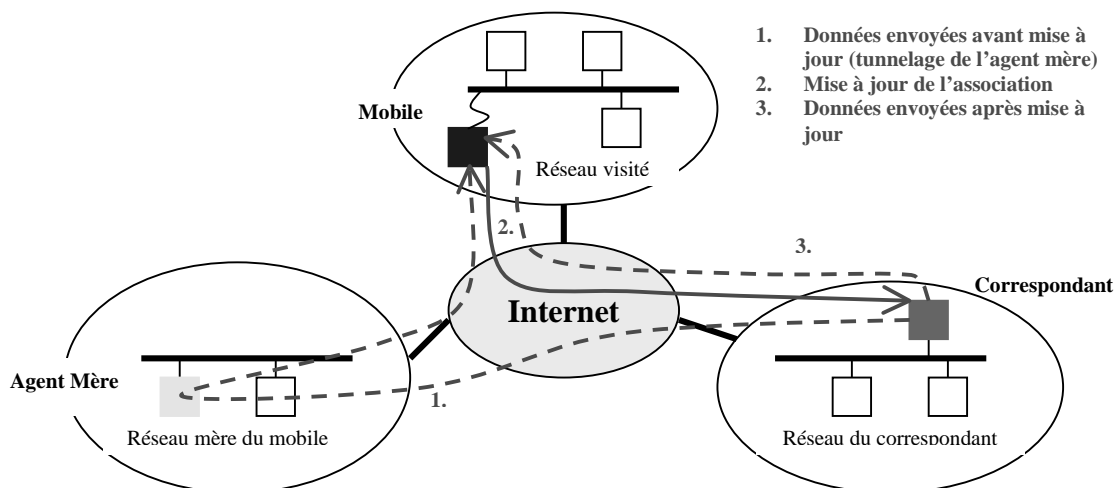 1. Données envoyées avant mise à
jour (tunnelage de l'agent mère)
2. Mise à jour de l'association
3. Données envoyées après mise à
jour
Mobile
Réseau visité
2.
3.
Correspondant
Internet
Agent Mère
1.
Réseau mère du mobile
Réseau du correspondant